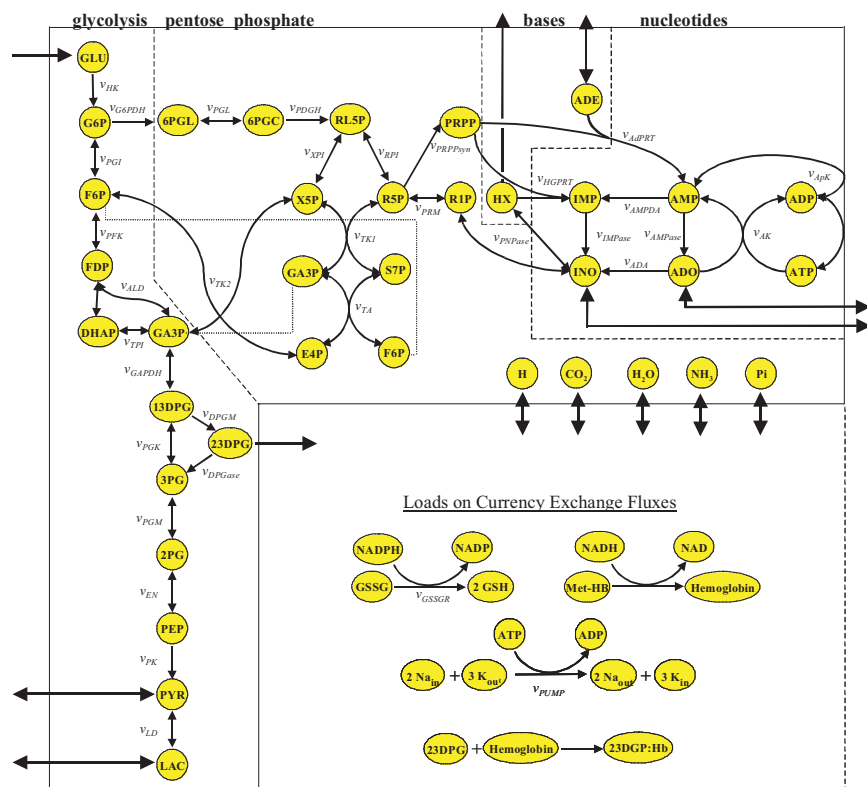 glycolysis pentose phosphate bases nucleotides
GLU
v_HK
ADE
G6P v_G6PDH 6PGL v_PGL 6PGC v_PDGH RL5P PRPP
v_AdPRT
v_PGI v_XPI v_RPI v_PRPPsyn
v_HGPRT v_ApK
F6P X5P R5P v_PRM R1P HX IMP v_AMPDA AMP ADP
v_PFK v_TK1 v_PNPase v_IMPase v_AMPase v_AK
FDP GA3P S7P INO v_ADA ADO ATP
v_ALD v_TK2
v_TA
DHAP v_TPI GA3P E4P F6P
v_GAPDH
H CO2 H2O NH3 Pi
13DPG v_DPGM
v_PGK 23DPG
v_DPGase
3PG
v_PGM
Loads on Currency Exchange Fluxes
2PG
NADPH NADP NADH NAD
v_EN
GSSG v_GSSGR 2 GSH Met-HB Hemoglobin
PEP
v_PK
ATP ADP
2 Na_in + 3 K_out v_PUMP 2 Na_out + 3 K_in
PYR
v_LD
LAC
23DPG + Hemoglobin 23DGP:Hb